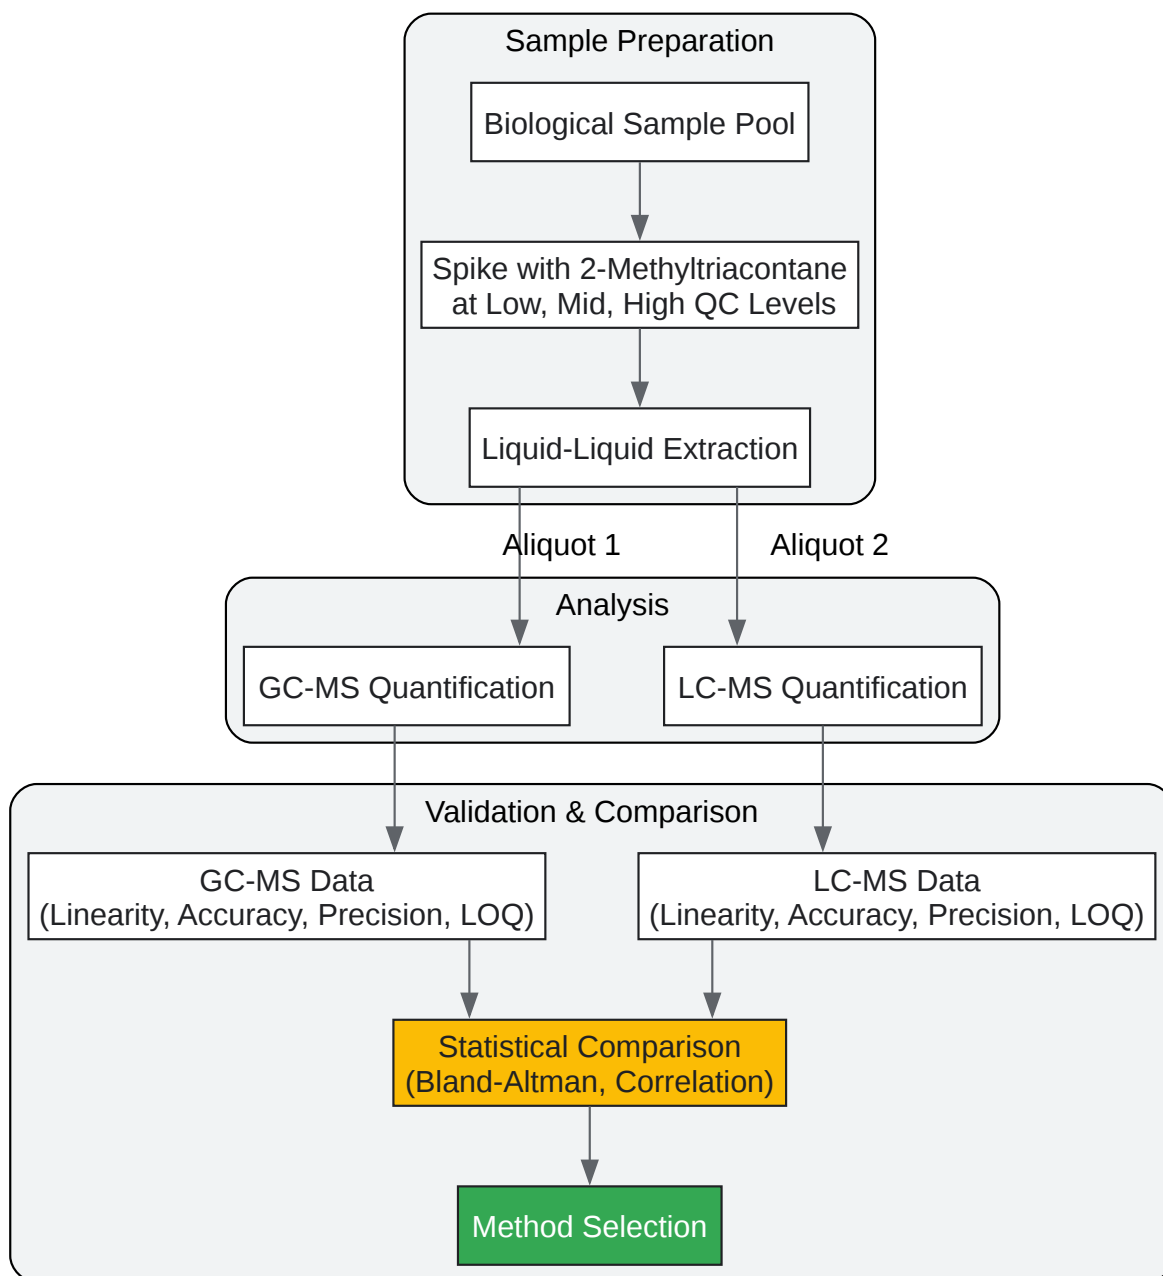 Sample Preparation
Biological Sample Pool
Spike with 2-Methyltriacontane
at Low, Mid, High QC Levels
Liquid-Liquid Extraction
Aliquot 1
Aliquot 2
Analysis
GC-MS Quantification
LC-MS Quantification
Validation & Comparison
GC-MS Data
(Linearity, Accuracy, Precision, LOQ)
LC-MS Data
(Linearity, Accuracy, Precision, LOQ)
Statistical Comparison
(Bland-Altman, Correlation)
Method Selection